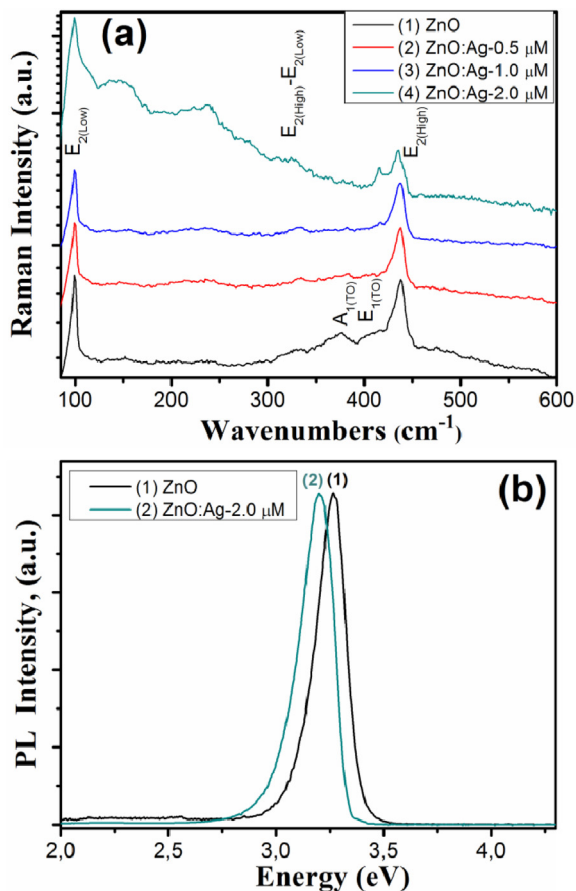 (a)
(1) ZnO
(2) ZnO:Ag-0.5 μM
(3) ZnO:Ag-1.0 μM
(4) ZnO:Ag-2.0 μM
E2(Low)
E2(High)-E2(Low)
E2(High)
A1(TO)
E1(TO)
Raman Intensity (a.u.)
100 200 300 400 500 600
Wavenumbers (cm-1)
(b)
(1) ZnO
(2) ZnO:Ag-2.0 μM
(2) (1)
PL Intensity, (a.u.)
2,0 2,5 3,0 3,5 4,0
Energy (eV)